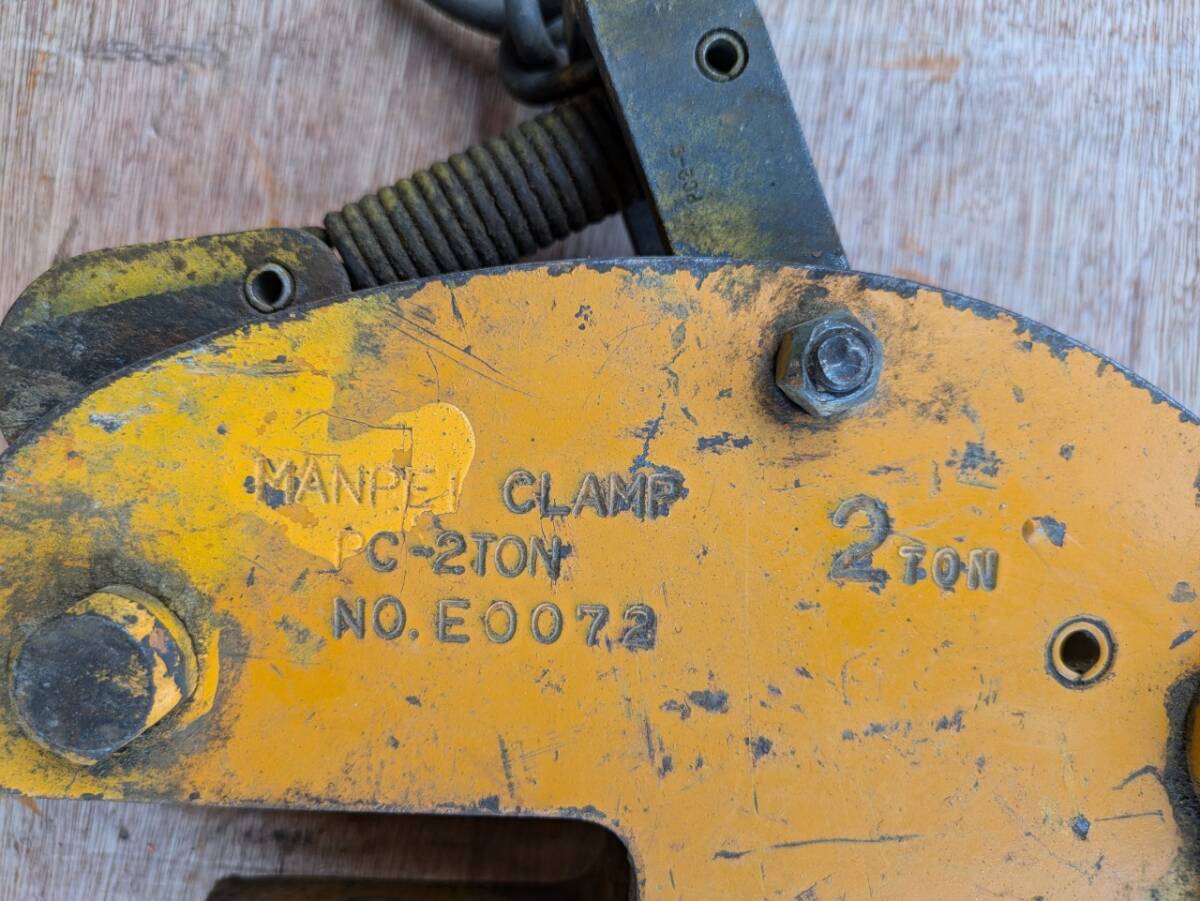 MANPEI CLAMP
PC-2TON
NO. E0072
2 TON